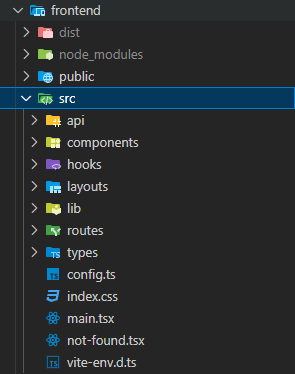 frontend
dist
node_modules
public
src
api
components
hooks
layouts
lib
routes
types
config.ts
index.css
main.tsx
not-found.tsx
vite-env.d.ts